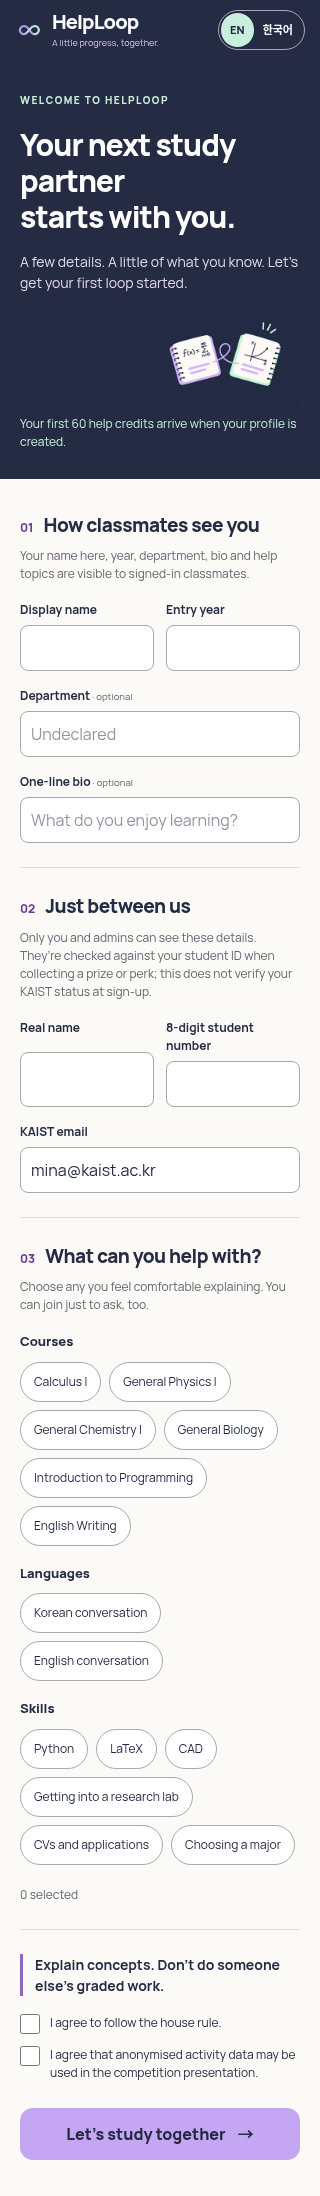 HelpLoop
A little progress, together.
EN 한국어
WELCOME TO HELPLOOP
Your next study
partner
starts with you.
A few details. A little of what you know. Let's
get your first loop started.
Your first 60 help credits arrive when your profile is
created.
01 How classmates see you
Your name here, year, department, bio and help
topics are visible to signed-in classmates.
Display name Entry year
Department · optional
Undeclared
One-line bio · optional
What do you enjoy learning?
02 Just between us
Only you and admins can see these details.
They're checked against your student ID when
collecting a prize or perk; this does not verify your
KAIST status at sign-up.
Real name 8-digit student
number
KAIST email
mina@kaist.ac.kr
03 What can you help with?
Choose any you feel comfortable explaining. You
can join just to ask, too.
Courses
Calculus I General Physics I
General Chemistry I General Biology
Introduction to Programming
English Writing
Languages
Korean conversation
English conversation
Skills
Python LaTeX CAD
Getting into a research lab
CVs and applications Choosing a major
0 selected
Explain concepts. Don't do someone
else's graded work.
I agree to follow the house rule.
I agree that anonymised activity data may be
used in the competition presentation.
Let's study together →